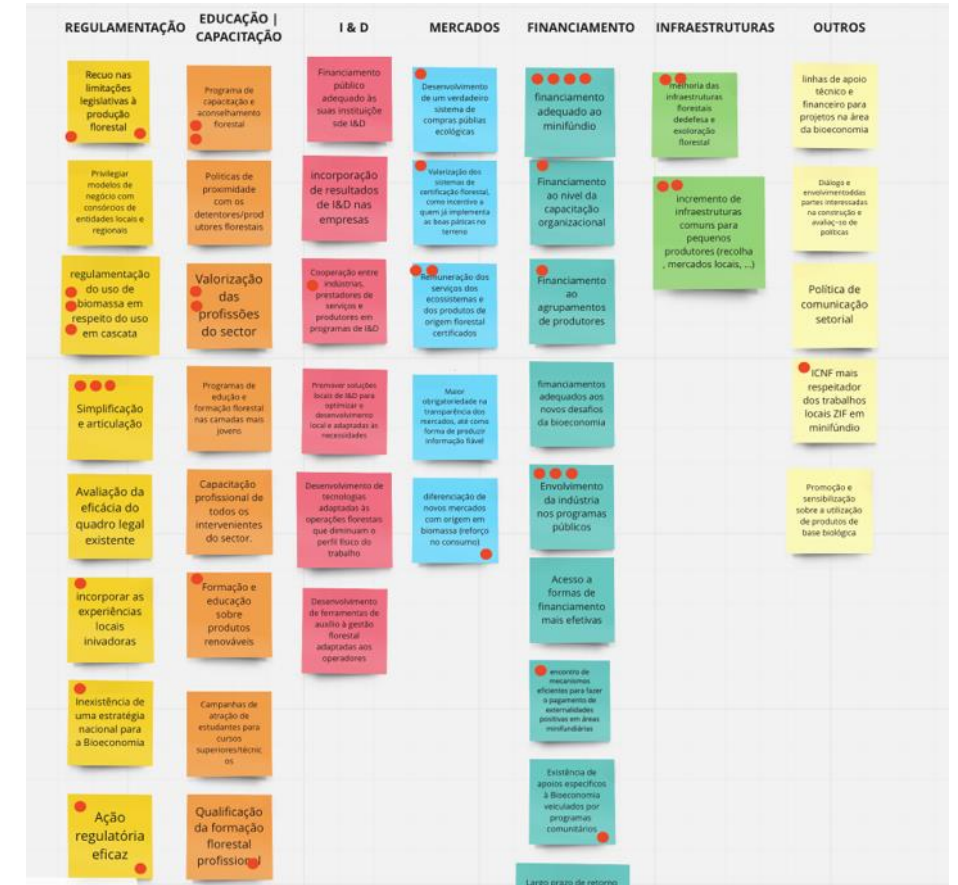 REGULAMENTAÇÃO
Recuo nas
limitações
legislativas à
produção
florestal
Privilegiar
modelos de
negócio com
consórcios de
entidades locais e
regionais
regulamentação
do uso de
biomassa em
respeito do uso
em cascata
Simplificação
e articulação
Avaliação da
eficácia do
quadro legal
existente
incorporar as
experiências
locais
inivadoras
Inexistência de
uma estratégia
nacional para
a Bioeconomia
Ação
regulatória
eficaz
EDUCAÇÃO |
CAPACITAÇÃO
Programa de
capacitação e
aconselhamento
florestal
Politicas de
proximidade
com os
detentores/prod
utores florestais
Valorização
das
profissões
do sector
Programas de
edução e
formação florestal
nas camadas mais
jovens
Capacitação
profissional de
todos os
intervenientes
do sector.
Formação e
educação
sobre
produtos
renováveis
Campanhas de
atração de
estudantes para
cursos
superiores/técnic
os
Qualificação
da formação
florestal
profissional
I & D
Financiamento
público
adequado às
suas instituiçõe
sde I&D
incorporação
de resultados
de I&D nas
empresas
Cooperação entre
indústrias,
prestadores de
serviços e
produtores em
programas de I&D
Promover soluções
locais de I&D para
optimizar o
desenvolvimento
local e adaptadas às
necessidades
Desenvolvimento de
tecnologias
adaptadas às
operações florestais
que diminuam o
perfil físico do
trabalho
Desenvolvimento
de ferramentas de
auxílio à gestão
florestal
adaptadas aos
operadores
MERCADOS
Desenvolvimento
de um verdadeiro
sistema de
compras públias
ecológicas
Valorização dos
sistemas de
certificação florestal,
como incentivo a
quem já implementa
as boas páticas no
terreno
Remuneração dos
serviços dos
ecossistemas e
dos produtos de
origem florestal
certificados
Maior
obrigatoriedade na
transparência dos
mercados, até como
forma de produzir
informação fiável
diferenciação de
novos mercados
com origem em
biomassa (reforço
no consumo)
FINANCIAMENTO
financiamento
adequado ao
minifúndio
Financiamento
ao nivel da
capacitação
organizacional
Financiamento
ao
agrupamentos
de produtores
fimanciamentos
adequados aos
novos desafios
da bioeconomia
Envolvimento
da indústria
nos programas
públicos
Acesso a
formas de
financiamento
mais efetivas
encontro de
mecanismos
eficientes para fazer
o pagamento de
externalidades
positivas em áreas
minifundiárias
Existência de
apoios específicos
à Bioeconomia
veiculados por
programas
comunitários
Largo prazo de retorno
INFRAESTRUTURAS
melhoria das
infraestruturas
florestais
dedefesa e
exoloração
florestal
incremento de
infraestruturas
comuns para
pequenos
produtores (recolha
, mercados locais, ...)
OUTROS
linhas de apoio
técnico e
financeiro para
projetos na área
da bioeconomia
Diálogo e
envolvimentoddas
partes interessadas
na construção e
avaliaç-zo de
políticas
Política de
comunicação
setorial
ICNF mais
respeitador
dos trabalhos
locais ZIF em
minifúndio
Promoção e
sensibilização
sobre a utilização
de produtos de
base biológica